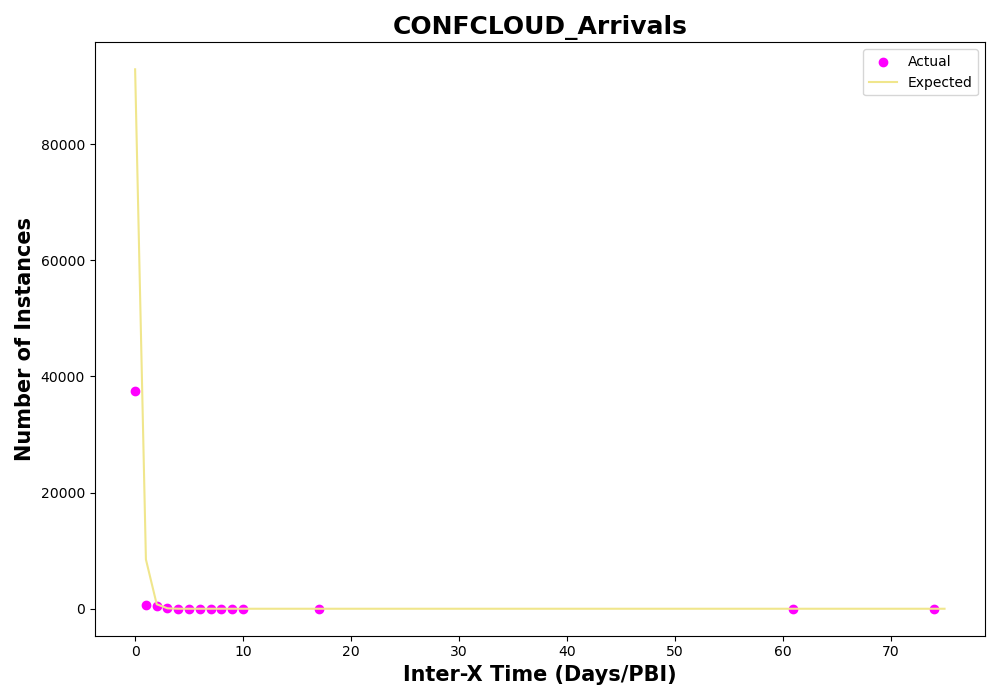 CONFCLOUD_Arrivals
Actual
Expected
80000
60000
40000
20000
0
Number of Instances
0 10 20 30 40 50 60 70
Inter-X Time (Days/PBI)